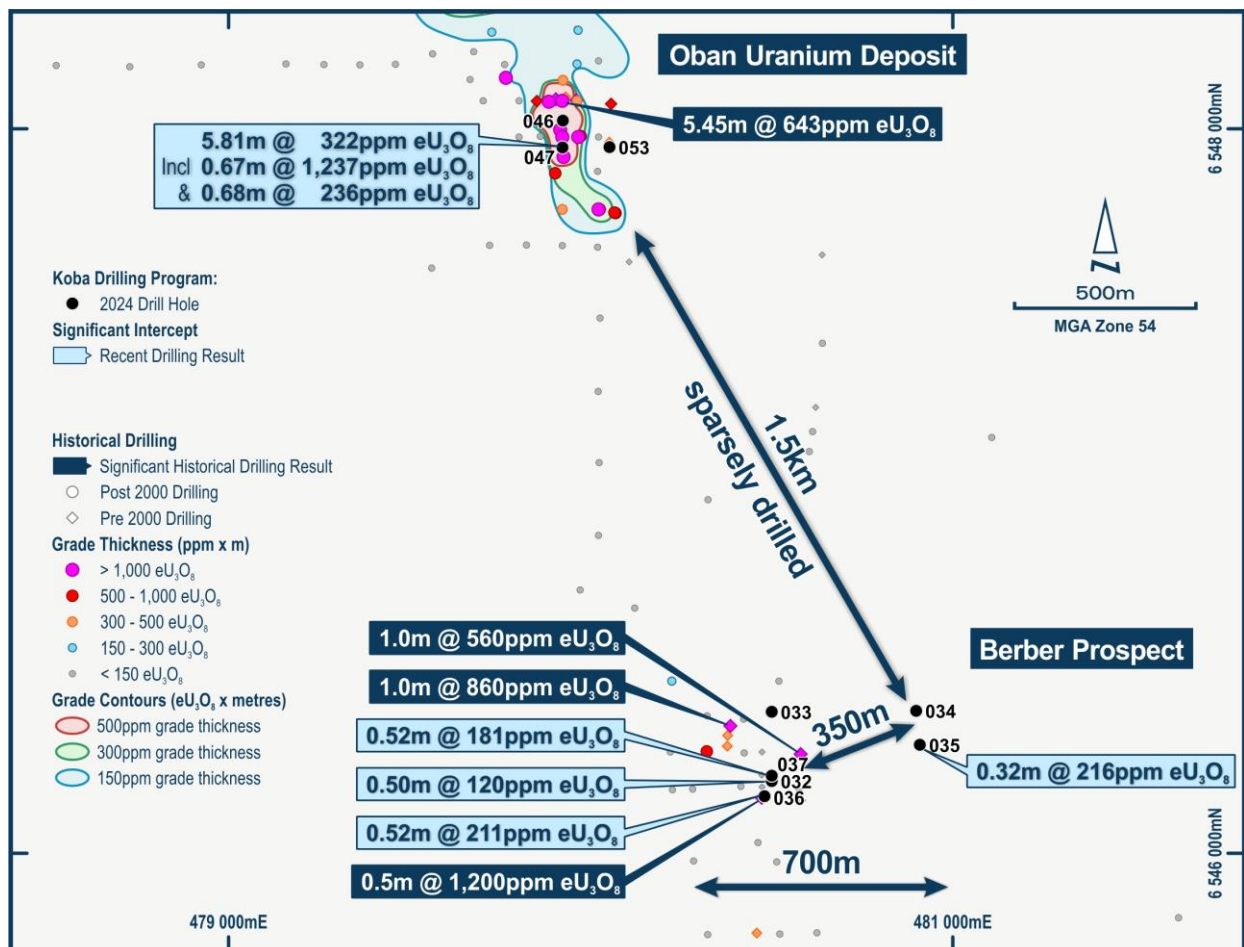 Oban Uranium Deposit
5.45m @ 643ppm eU₃O₈
046
047
053
5.81m @ 322ppm eU₃O₈
Incl 0.67m @ 1,237ppm eU₃O₈
& 0.68m @ 236ppm eU₃O₈
6 548 000mN
N
500m
MGA Zone 54
Koba Drilling Program:
2024 Drill Hole
Significant Intercept
Recent Drilling Result
Historical Drilling
Significant Historical Drilling Result
Post 2000 Drilling
Pre 2000 Drilling
Grade Thickness (ppm x m)
> 1,000 eU₃O₈
500 - 1,000 eU₃O₈
300 - 500 eU₃O₈
150 - 300 eU₃O₈
< 150 eU₃O₈
Grade Contours (eU₃O₈ x metres)
500ppm grade thickness
300ppm grade thickness
150ppm grade thickness
1.5km
sparsely drilled
Berber Prospect
1.0m @ 560ppm eU₃O₈
1.0m @ 860ppm eU₃O₈
0.52m @ 181ppm eU₃O₈
0.50m @ 120ppm eU₃O₈
0.52m @ 211ppm eU₃O₈
0.5m @ 1,200ppm eU₃O₈
033
034
350m
035
037
032
036
0.32m @ 216ppm eU₃O₈
700m
6 546 000mN
479 000mE
481 000mE